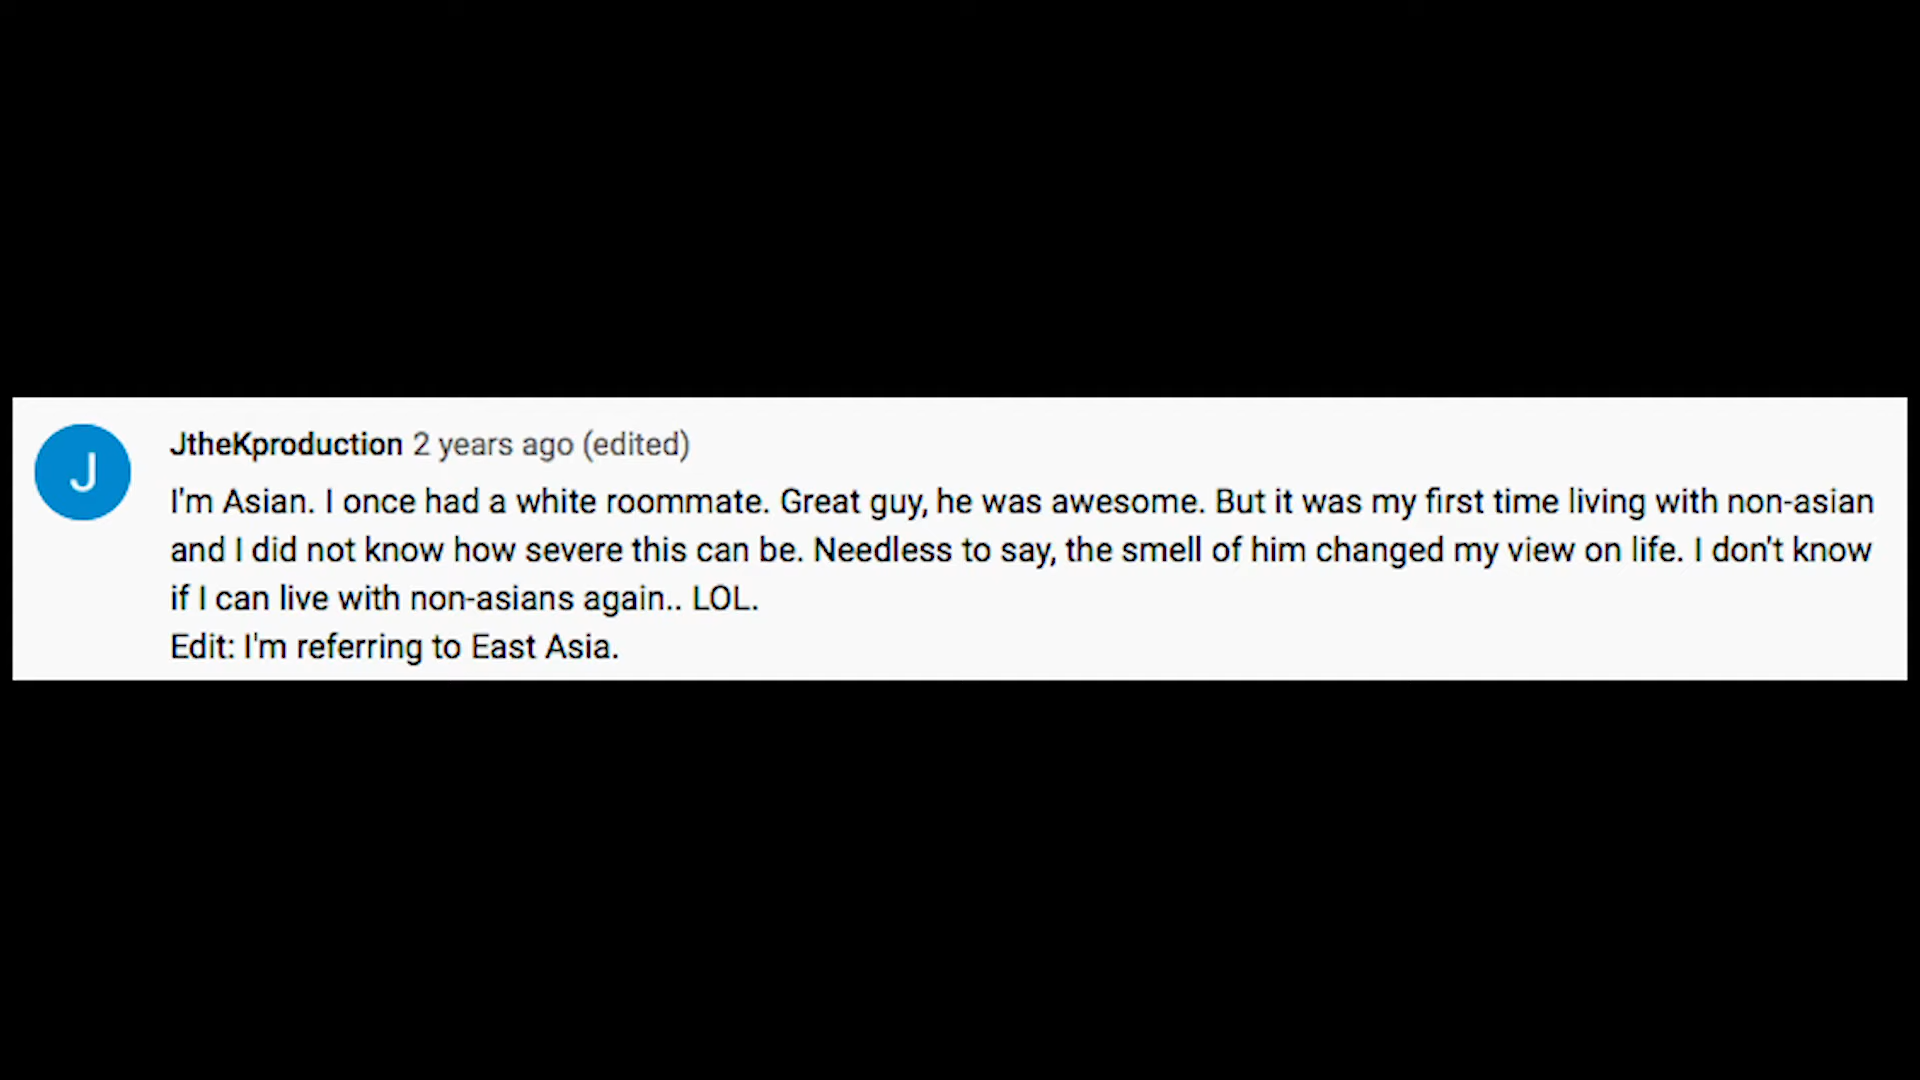 J
JtheKproduction 2 years ago (edited)
I'm Asian. I once had a white roommate. Great guy, he was awesome. But it was my first time living with non-asian
and I did not know how severe this can be. Needless to say, the smell of him changed my view on life. I don't know
if I can live with non-asians again.. LOL.
Edit: I'm referring to East Asia.